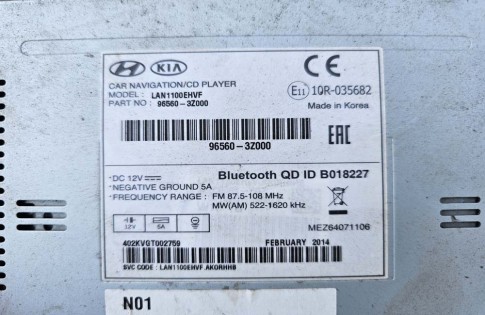 HYUNDAI KIA
CE
CAR NAVIGATION/CD PLAYER
MODEL : LAN1100EHVF
PART NO : 96560-3Z000
E11 10R-035682
Made in Korea
96560-3Z000
EAC
*DC 12V
Bluetooth QD ID B018227
*NEGATIVE GROUND 5A
*FREQUENCY RANGE : FM 87.5-108 MHz
MW(AM) 522-1620 kHz
12V 5A
MEZ64071106
402KVGT002759
FEBRUARY 2014
SVC CODE : LAN1100EHVF AKORHHB
N01